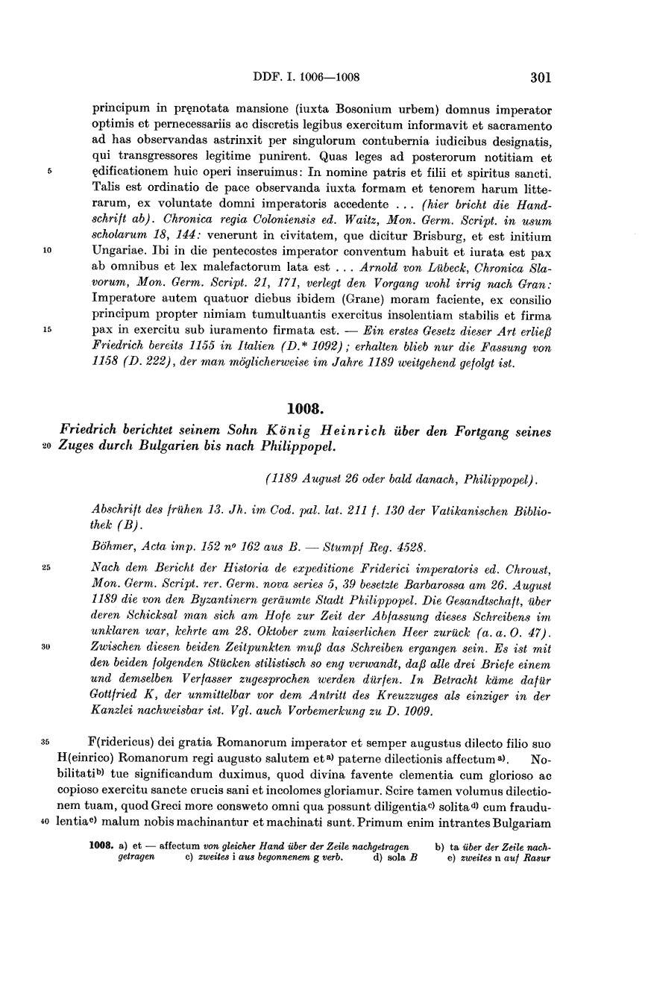 DDF. I. 1006—1008 301
principum in pręnotata mansione (iuxta Bosonium urbem) domnus imperator
optimis et pernecessariis ac discretis legibus exercitum informavit et sacramento
ad has observandas astrinxit per singulorum contubernia iudicibus designatis,
qui transgressores legitime punirent. Quas leges ad posterorum notitiam et
5 ędificationem huic operi inseruimus: In nomine patris et filii et spiritus sancti.
Talis est ordinatio de pace observanda iuxta formam et tenorem harum litte-
rarum, ex voluntate domni imperatoris accedente ... (hier bricht die Hand-
schrift ab). Chronica regia Coloniensis ed. Waitz, Mon. Germ. Script. in usum
scholarum 18, 144: venerunt in civitatem, que dicitur Brisburg, et est initium
10 Ungariae. Ibi in die pentecostes imperator conventum habuit et iurata est pax
ab omnibus et lex malefactorum lata est ... Arnold von Lübeck, Chronica Sla-
vorum, Mon. Germ. Script. 21, 171, verlegt den Vorgang wohl irrig nach Gran:
Imperatore autem quatuor diebus ibidem (Grane) moram faciente, ex consilio
principum propter nimiam tumultuantis exercitus insolentiam stabilis et firma
15 pax in exercitu sub iuramento firmata est. — Ein erstes Gesetz dieser Art erließ
Friedrich bereits 1155 in Italien (D.* 1092); erhalten blieb nur die Fassung von
1158 (D. 222), der man möglicherweise im Jahre 1189 weitgehend gefolgt ist.
1008.
Friedrich berichtet seinem Sohn König Heinrich über den Fortgang seines
20 Zuges durch Bulgarien bis nach Philippopel.
(1189 August 26 oder bald danach, Philippopel).
Abschrift des frühen 13. Jh. im Cod. pal. lat. 211 f. 130 der Vatikanischen Biblio-
thek (B).
Böhmer, Acta imp. 152 nº 162 aus B. — Stumpf Reg. 4528.
25 Nach dem Bericht der Historia de expeditione Friderici imperatoris ed. Chroust,
Mon. Germ. Script. rer. Germ. nova series 5, 39 besetzte Barbarossa am 26. August
1189 die von den Byzantinern geräumte Stadt Philippopel. Die Gesandtschaft, über
deren Schicksal man sich am Hofe zur Zeit der Abfassung dieses Schreibens im
unklaren war, kehrte am 28. Oktober zum kaiserlichen Heer zurück (a. a. O. 47).
30 Zwischen diesen beiden Zeitpunkten muß das Schreiben ergangen sein. Es ist mit
den beiden folgenden Stücken stilistisch so eng verwandt, daß alle drei Briefe einem
und demselben Verfasser zugesprochen werden dürfen. In Betracht käme dafür
Gottfried K, der unmittelbar vor dem Antritt des Kreuzzuges als einziger in der
Kanzlei nachweisbar ist. Vgl. auch Vorbemerkung zu D. 1009.
35 F(ridericus) dei gratia Romanorum imperator et semper augustus dilecto filio suo
H(einrico) Romanorum regi augusto salutem et a) paterne dilectionis affectum a). No-
bilitati b) tue significandum duximus, quod divina favente clementia cum glorioso ac
copioso exercitu sancte crucis sani et incolomes gloriamur. Scire tamen volumus dilectio-
nem tuam, quod Greci more consweto omni qua possunt diligentia c) solita d) cum fraudu-
40 lentia e) malum nobis machinantur et machinati sunt. Primum enim intrantes Bulgariam
1008. a) et — affectum von gleicher Hand über der Zeile nachgetragen b) ta über der Zeile nach-
getragen c) zweites i aus begonnenem g verb. d) sola B e) zweites n auf Rasur